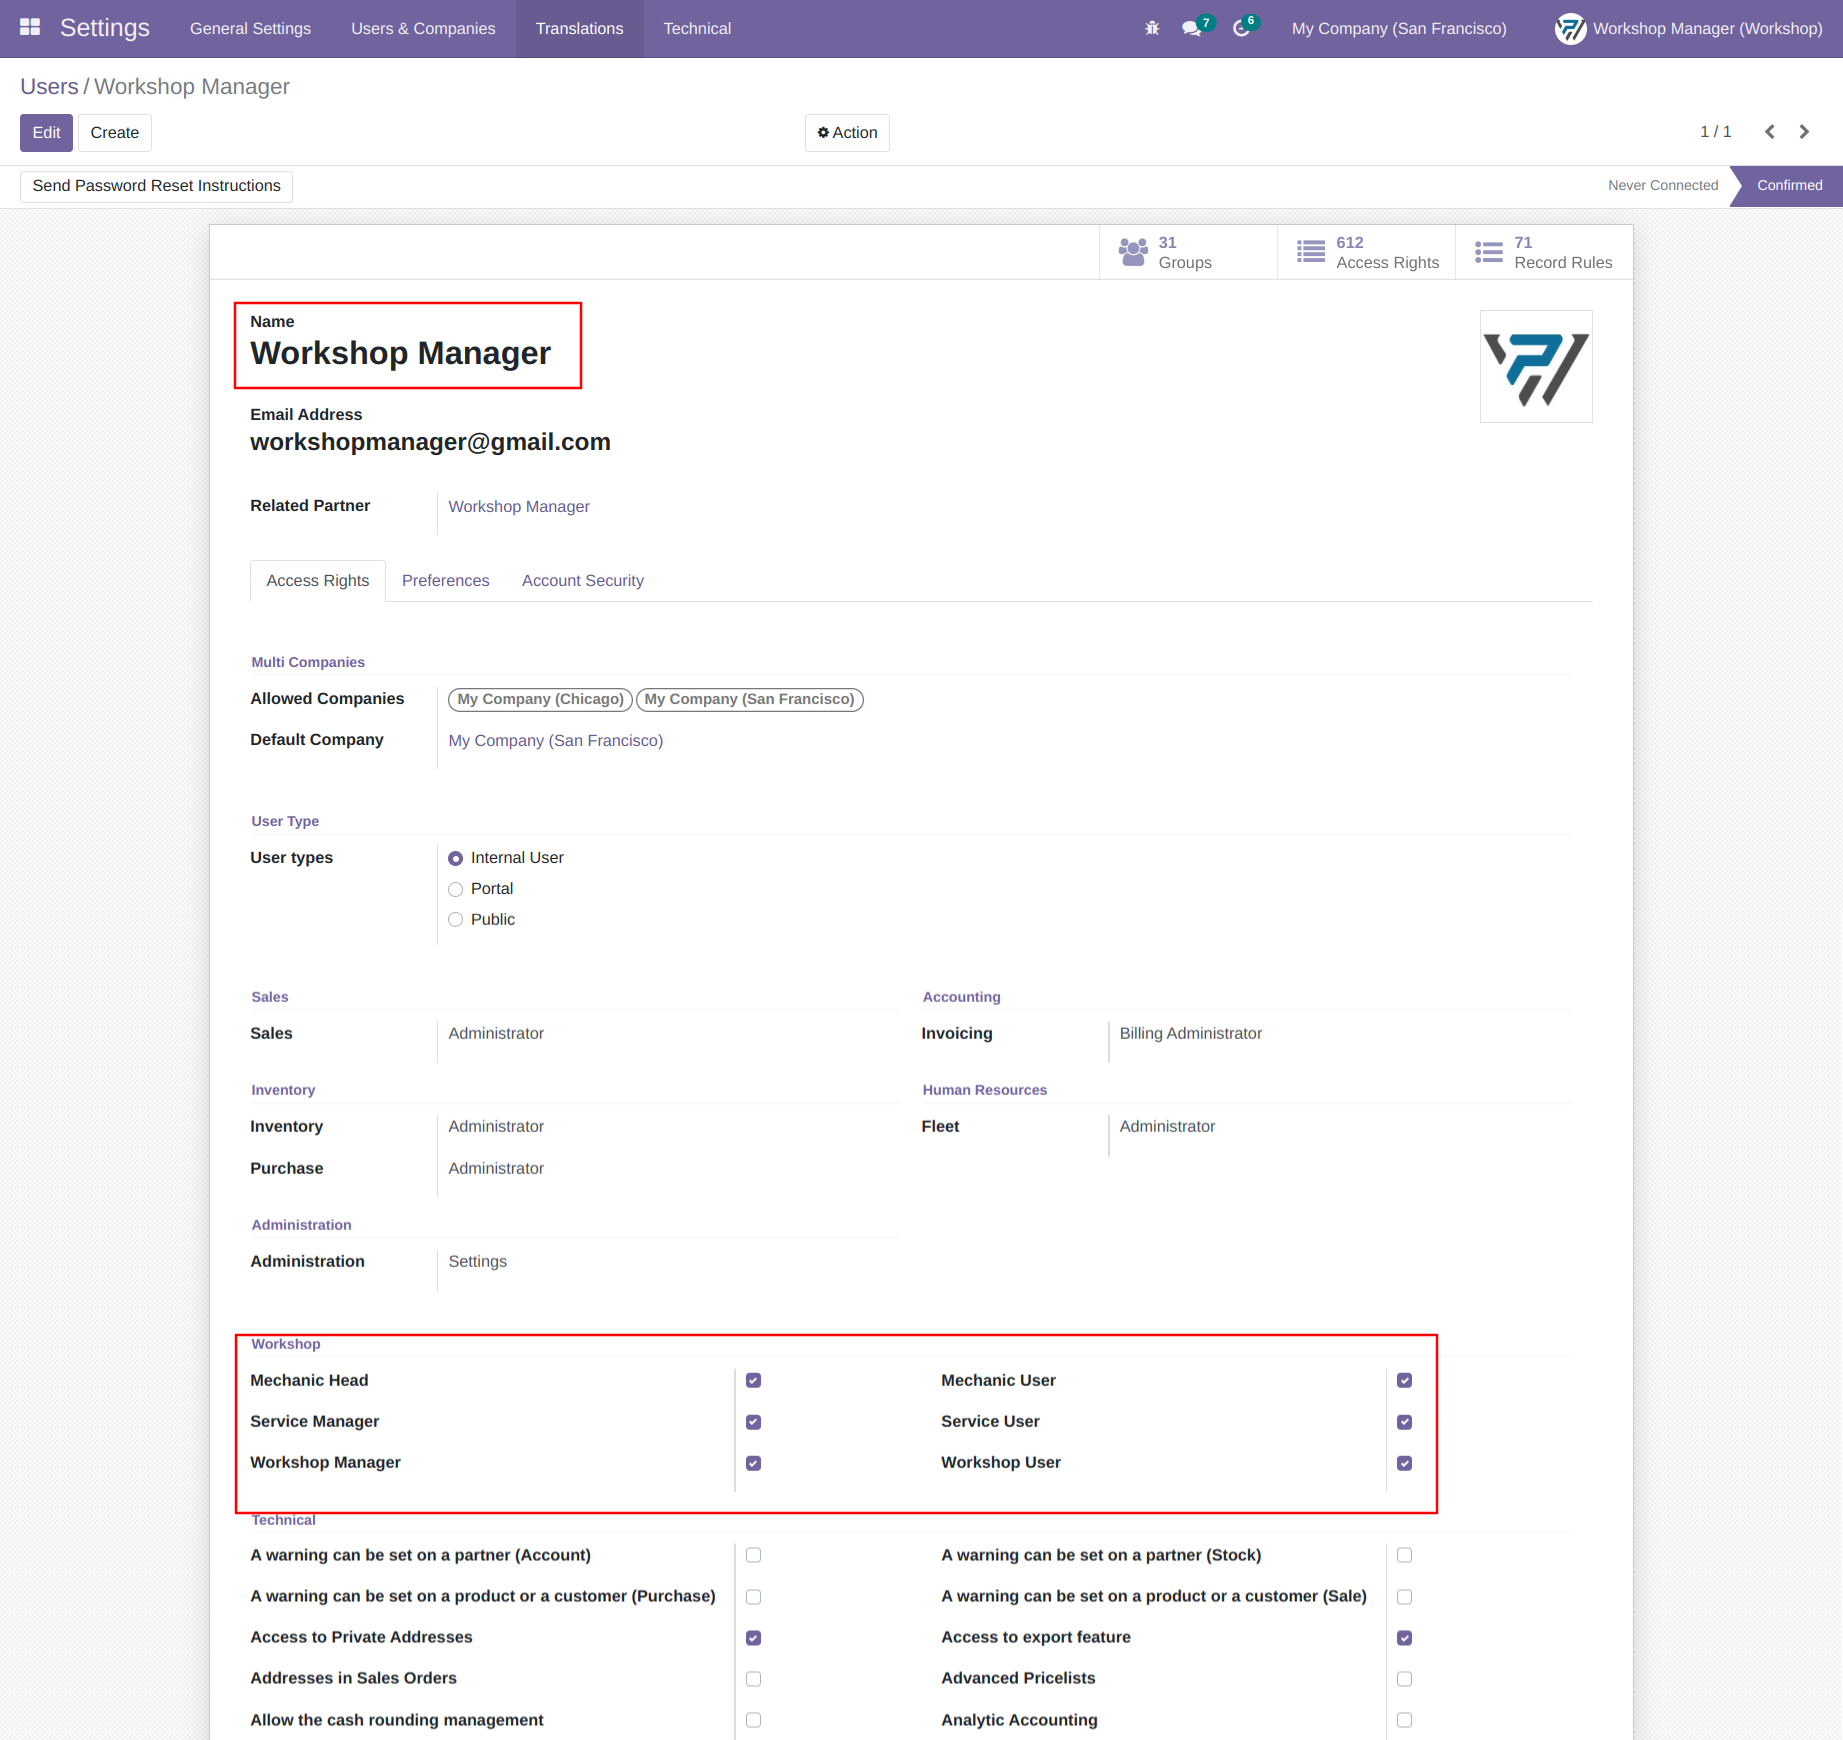 Settings General Settings Users & Companies Translations Technical 7 6 My Company (San Francisco) Workshop Manager (Workshop)
Users / Workshop Manager
Edit Create Action 1 / 1
Send Password Reset Instructions Never Connected Confirmed
31 612 71
Groups Access Rights Record Rules
Name
Workshop Manager
Email Address
workshopmanager@gmail.com
Related Partner Workshop Manager
Access Rights Preferences Account Security
Multi Companies
Allowed Companies My Company (Chicago) My Company (San Francisco)
Default Company My Company (San Francisco)
User Type
User types Internal User
Portal
Public
Sales Accounting
Sales Administrator Invoicing Billing Administrator
Inventory Human Resources
Inventory Administrator Fleet Administrator
Purchase Administrator
Administration
Administration Settings
Workshop
Mechanic Head Mechanic User
Service Manager Service User
Workshop Manager Workshop User
Technical
A warning can be set on a partner (Account) A warning can be set on a partner (Stock)
A warning can be set on a product or a customer (Purchase) A warning can be set on a product or a customer (Sale)
Access to Private Addresses Access to export feature
Addresses in Sales Orders Advanced Pricelists
Allow the cash rounding management Analytic Accounting